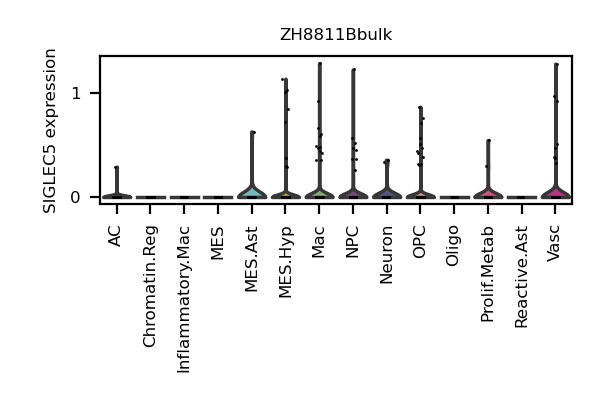 ZH8811Bbulk
SIGLEC5 expression
1
0
AC
Chromatin.Reg
Inflammatory.Mac
MES
MES.Ast
MES.Hyp
Mac
NPC
Neuron
OPC
Oligo
Prolif.Metab
Reactive.Ast
Vasc